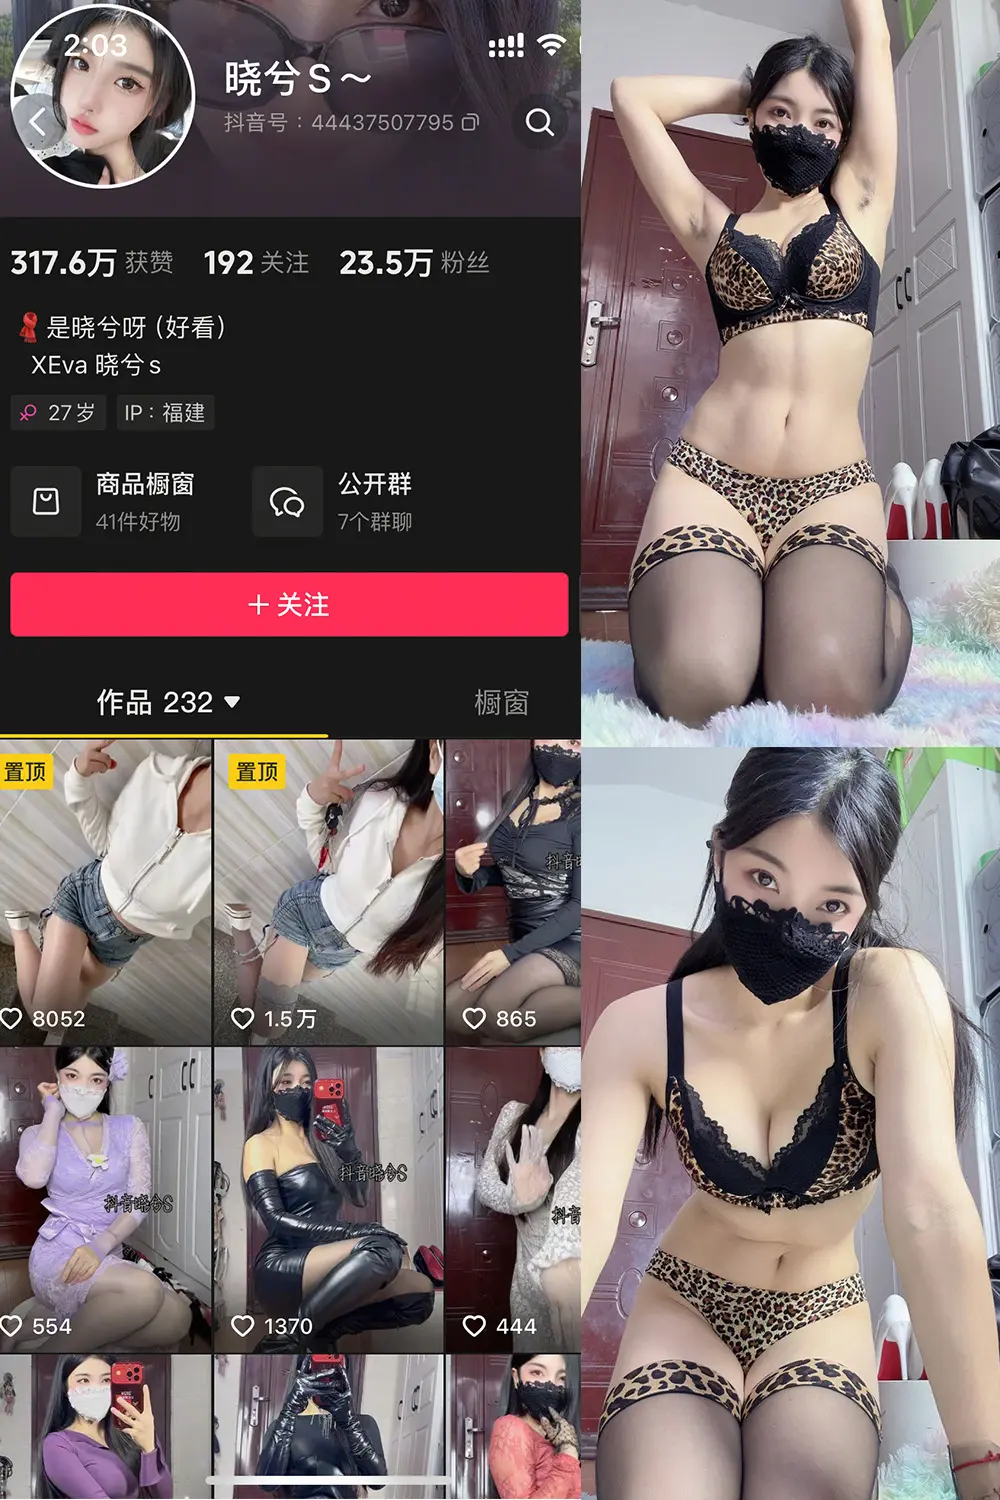 2:03
晓兮S～
抖音号：44437507795
317.6万 获赞 192 关注 23.5万 粉丝
是晓兮呀（好看）
XEva 晓兮s
27岁 IP：福建
商品橱窗 公开群
41件好物 7个群聊
＋关注
作品 232 橱窗
置顶 置顶
抖音
8052 1.5万 865
抖音晓兮S 抖音晓兮S 抖音
554 1370 444